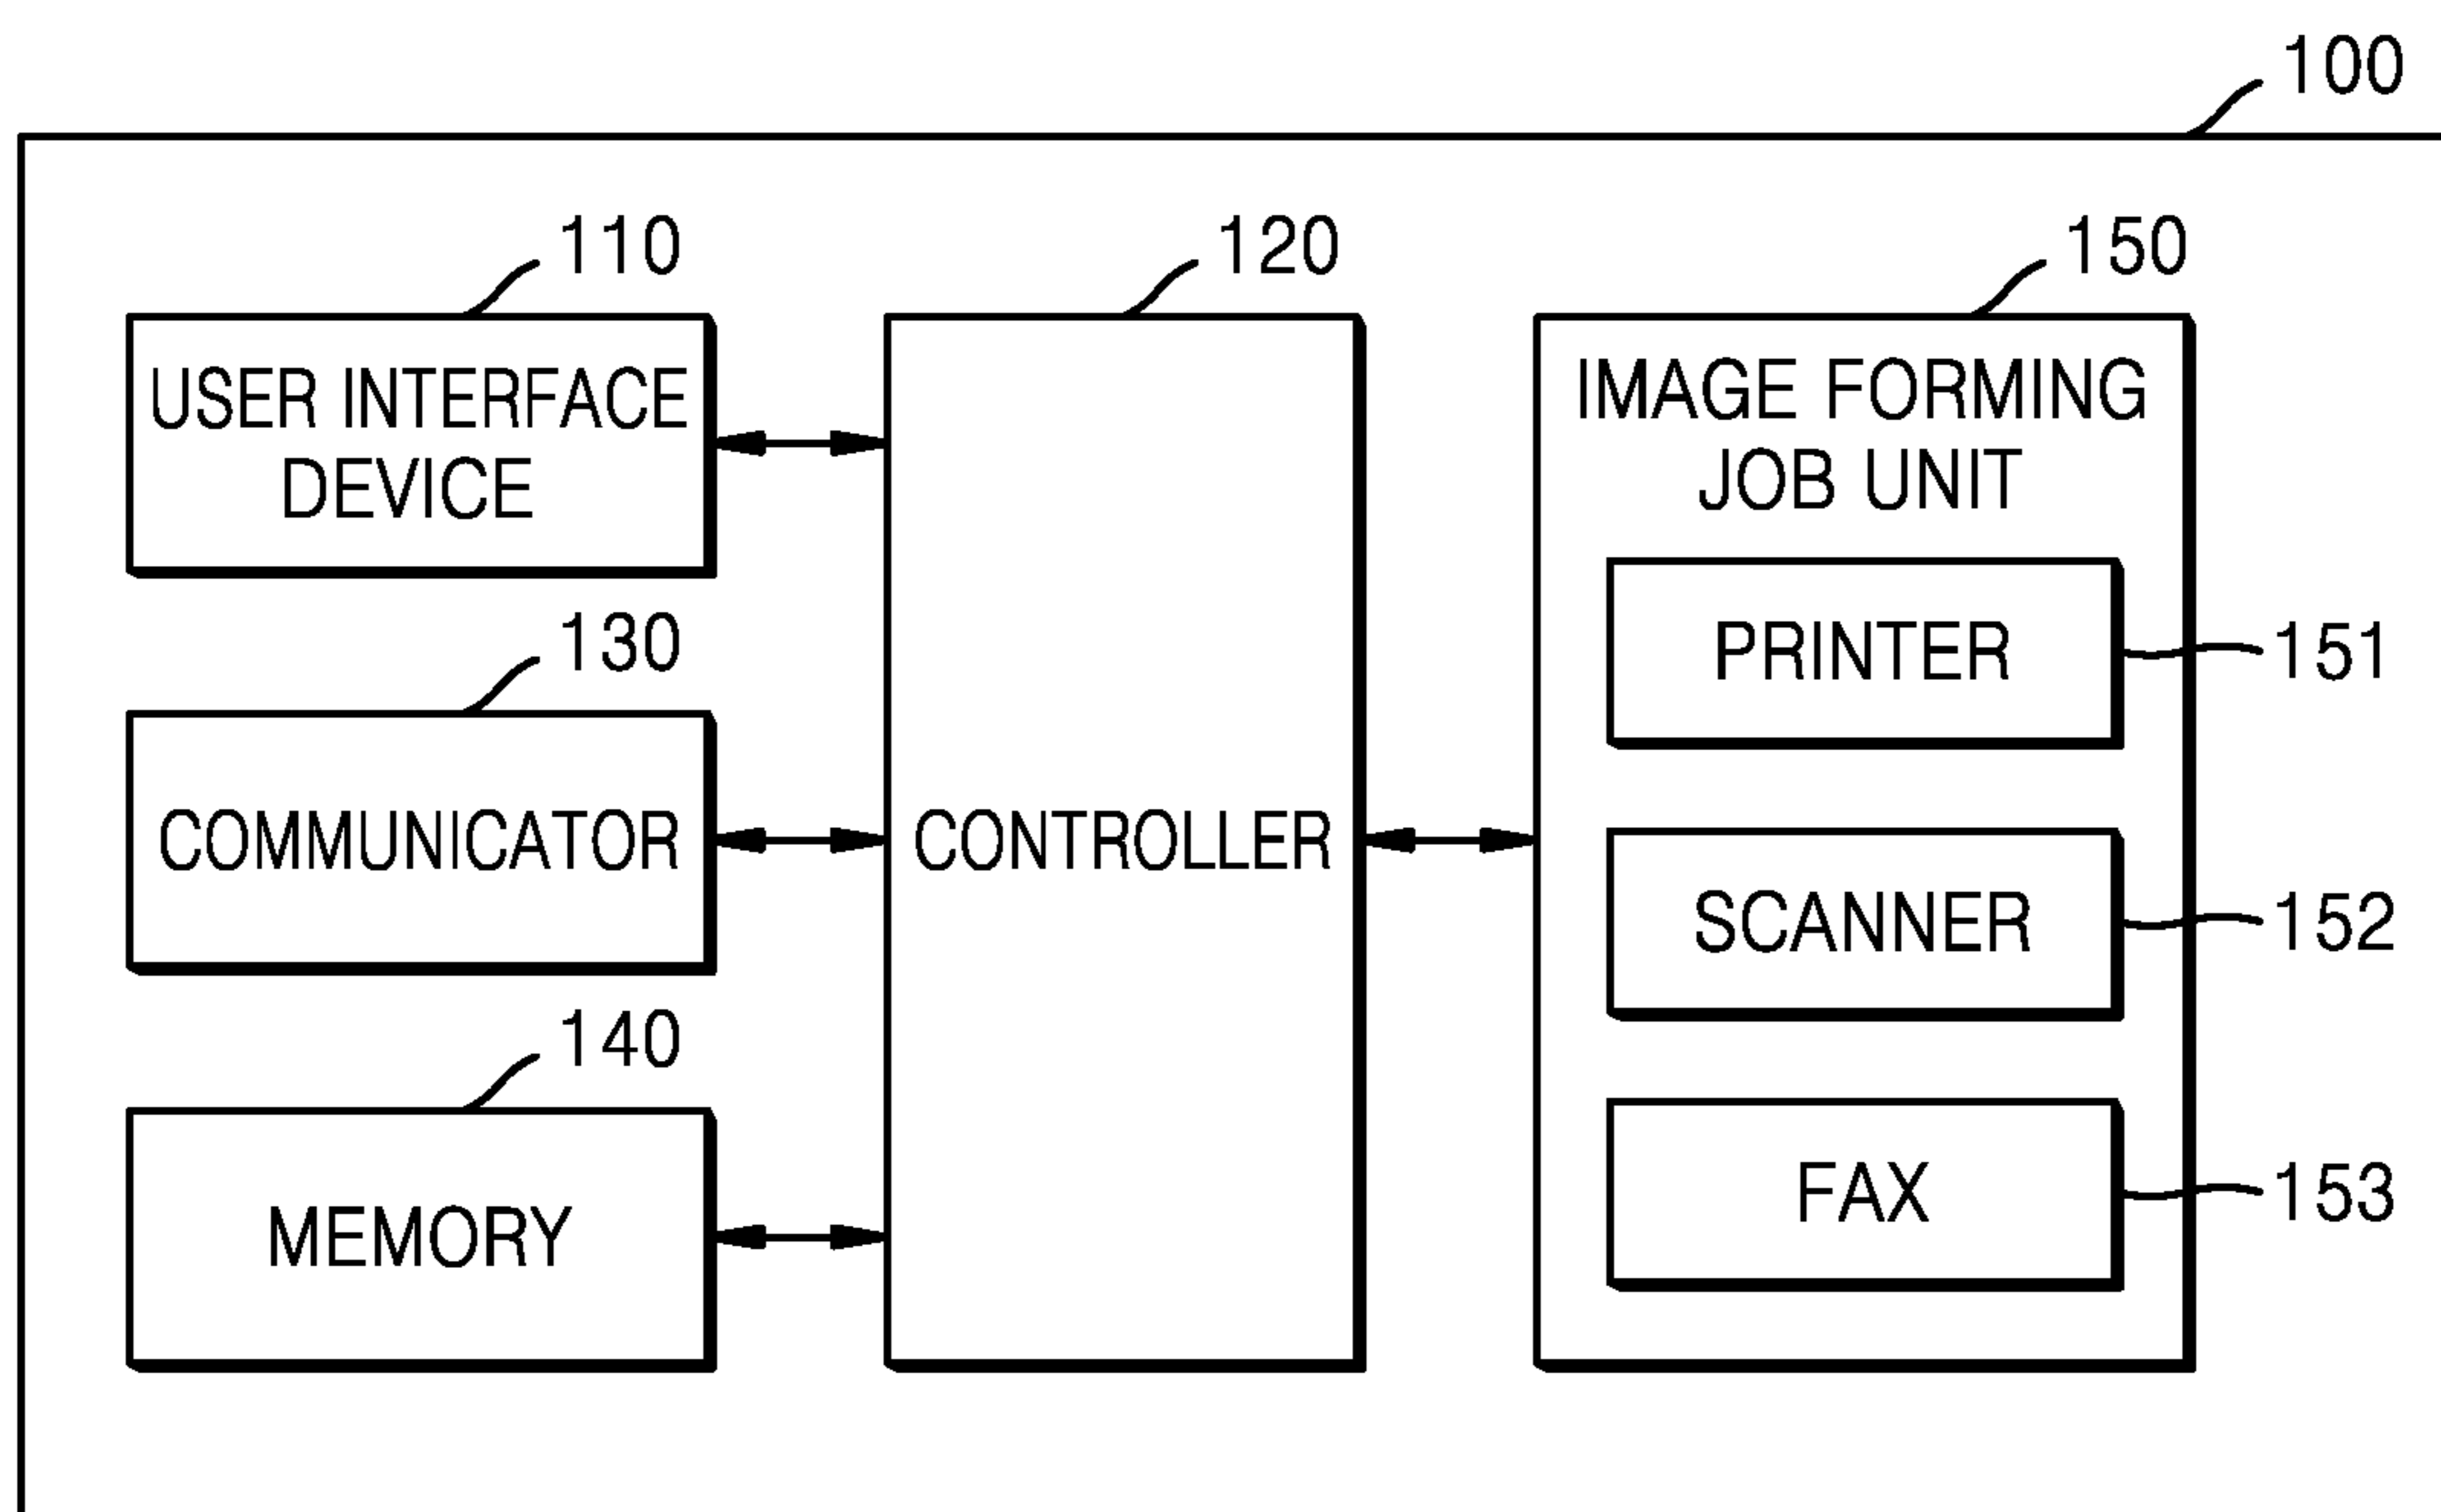 100
110
120
150
USER INTERFACE
DEVICE
IMAGE FORMING
JOB UNIT
130
PRINTER
151
COMMUNICATOR
CONTROLLER
SCANNER
152
140
MEMORY
FAX
153